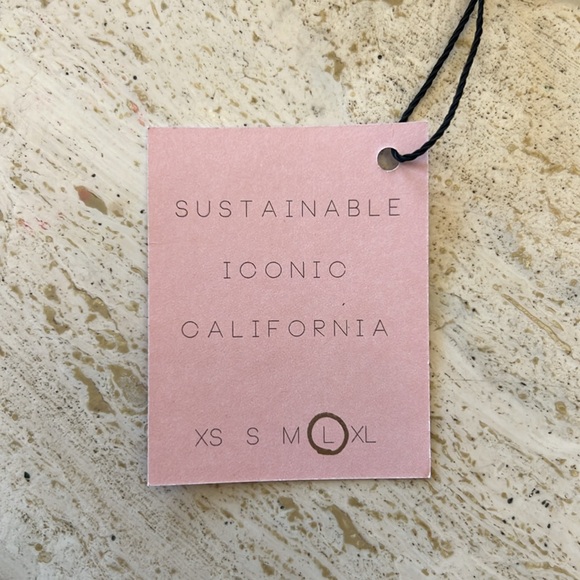 SUSTAINABLE
ICONIC
CALIFORNIA
XS S M L XL